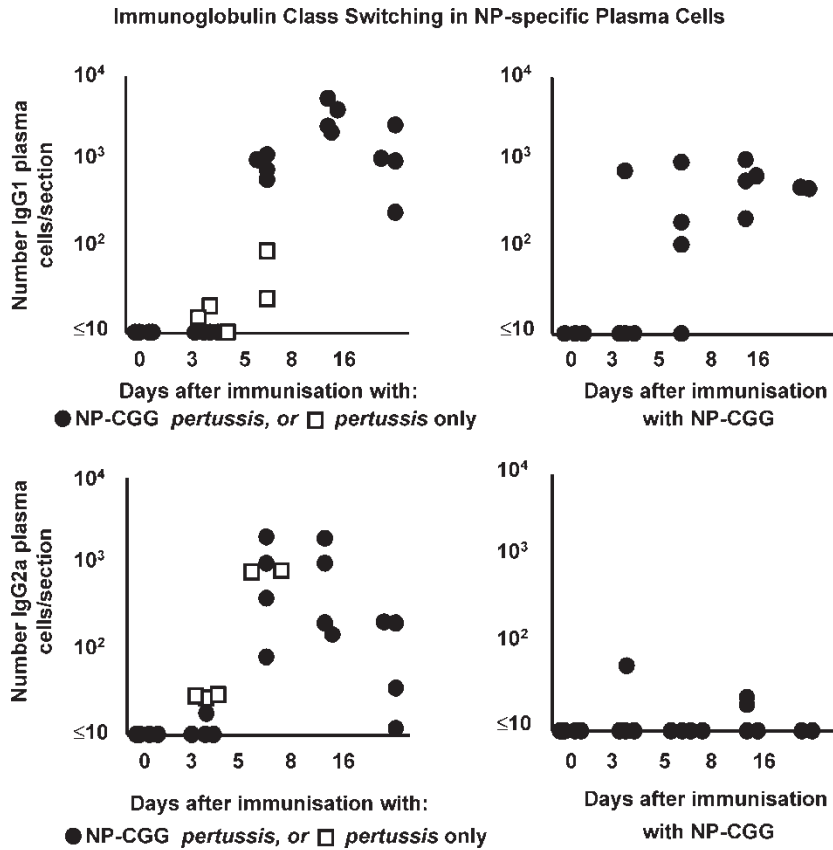 Immunoglobulin Class Switching in NP-specific Plasma Cells
Number IgG1 plasma
cells/section
10⁴
10³
10²
≤10
0 3 5 8 16
Days after immunisation with:
● NP-CGG pertussis, or □ pertussis only
10⁴
10³
10²
≤10
0 3 5 8 16
Days after immunisation
with NP-CGG
Number IgG2a plasma
cells/section
10⁴
10³
10²
≤10
0 3 5 8 16
Days after immunisation with:
● NP-CGG pertussis, or □ pertussis only
10⁴
10³
10²
≤10
0 3 5 8 16
Days after immunisation
with NP-CGG